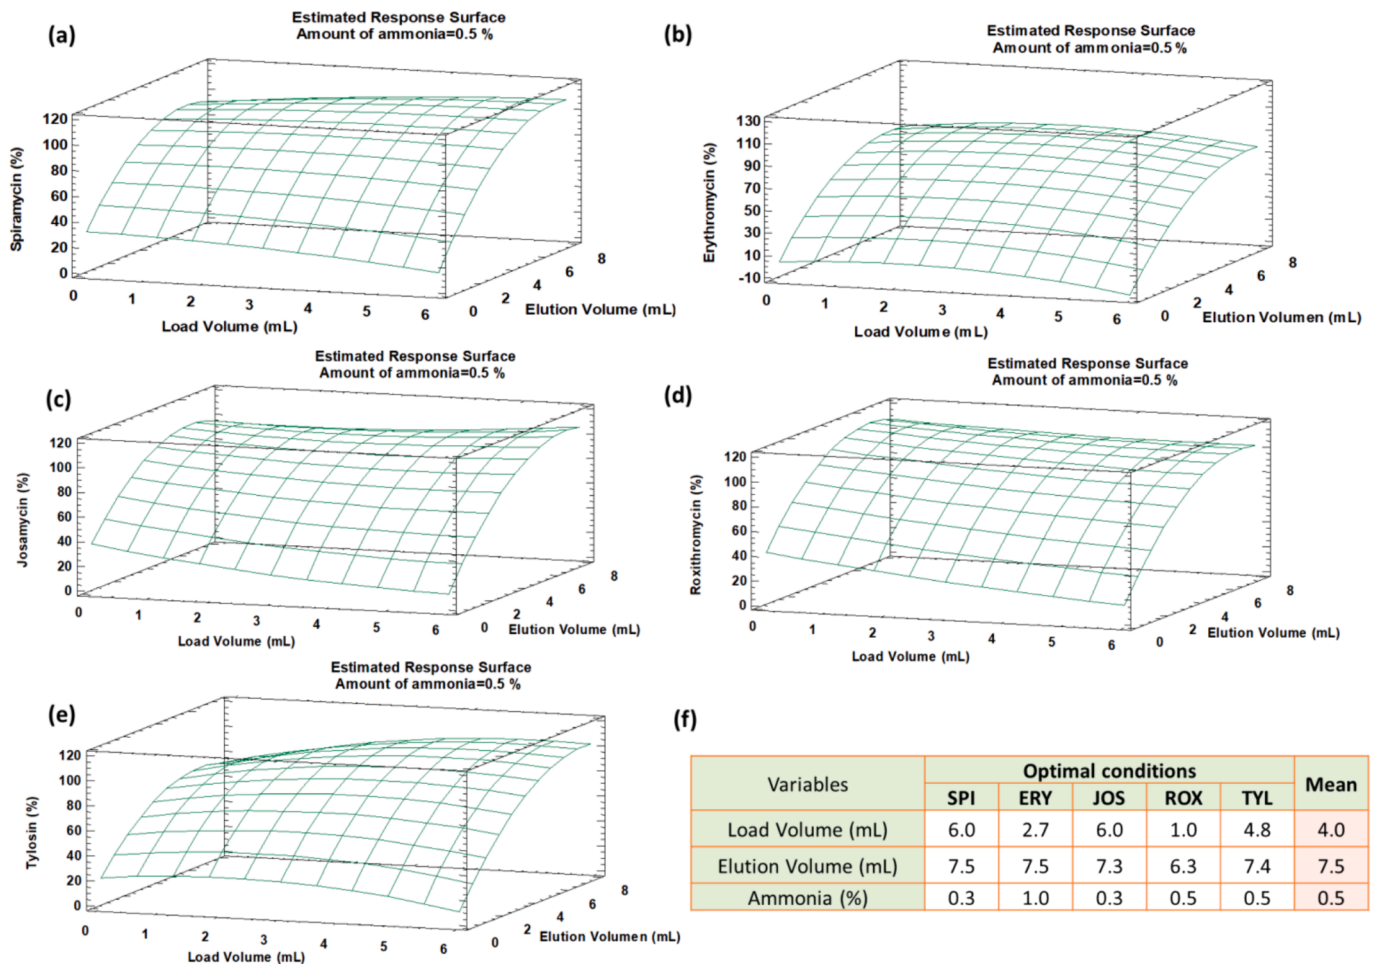 (a)
Estimated Response Surface
Amount of ammonia=0.5 %
Spiramycin (%)
120
100
80
60
40
20
0
0 1 2 3 4 5 6
Load Volume (mL)
0 2 4 6 8
Elution Volume (mL)
(b)
Estimated Response Surface
Amount of ammonia=0.5 %
Erythromycin (%)
130
110
90
70
50
30
10
-10
0 1 2 3 4 5 6
Load Volume (mL)
0 2 4 6 8
Elution Volumen (mL)
(c)
Estimated Response Surface
Amount of ammonia=0.5 %
Josamycin (%)
120
100
80
60
40
20
0
0 1 2 3 4 5 6
Load Volume (mL)
0 2 4 6 8
Elution Volume (mL)
(d)
Estimated Response Surface
Amount of ammonia=0.5 %
Roxithromycin (%)
120
100
80
60
40
20
0
0 1 2 3 4 5 6
Load Volume (mL)
0 2 4 6 8
Elution Volume (mL)
(e)
Estimated Response Surface
Amount of ammonia=0.5 %
Tylosin (%)
120
100
80
60
40
20
0
0 1 2 3 4 5 6
Load Volume (mL)
0 2 4 6 8
Elution Volumen (mL)
(f)
Variables Optimal conditions Mean
SPI ERY JOS ROX TYL
Load Volume (mL) 6.0 2.7 6.0 1.0 4.8 4.0
Elution Volume (mL) 7.5 7.5 7.3 6.3 7.4 7.5
Ammonia (%) 0.3 1.0 0.3 0.5 0.5 0.5